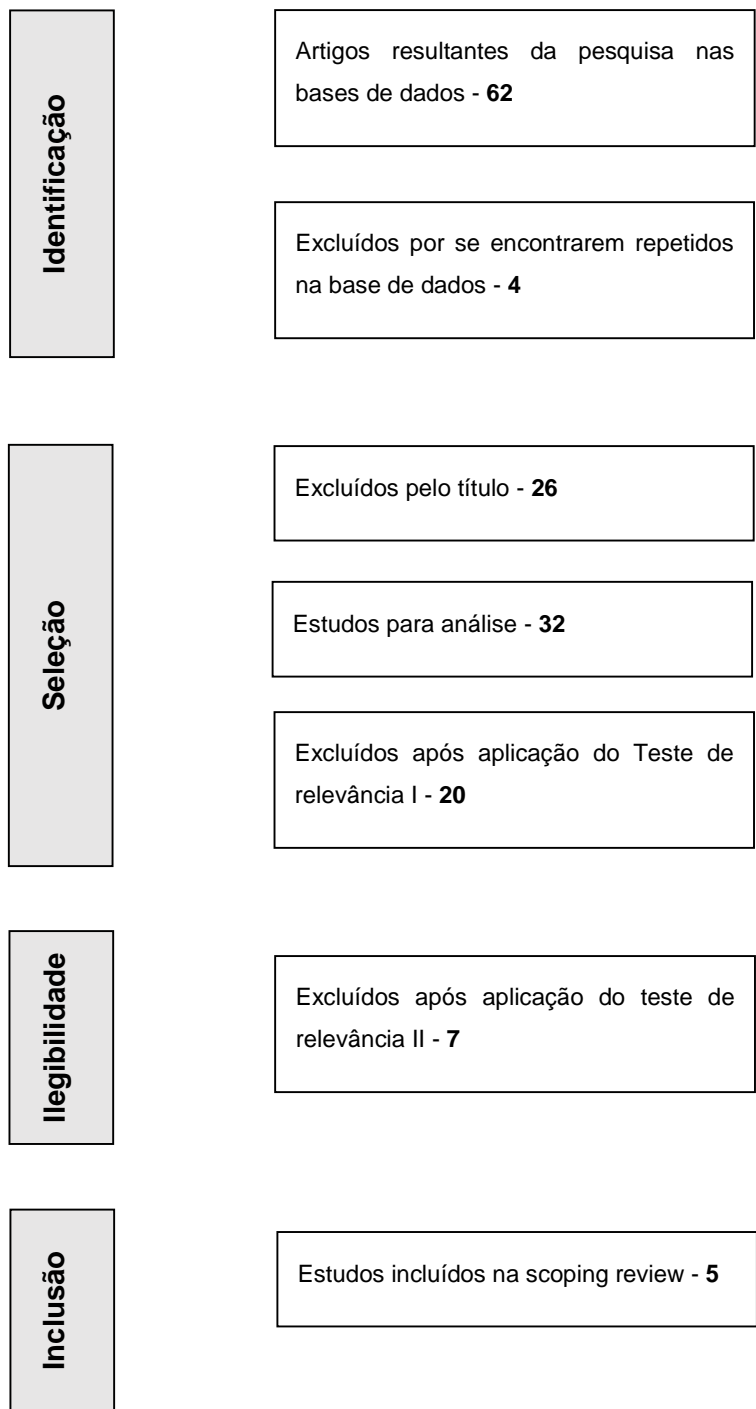 Identificação
Artigos resultantes da pesquisa nas
bases de dados - 62
Excluídos por se encontrarem repetidos
na base de dados - 4
Seleção
Excluídos pelo título - 26
Estudos para análise - 32
Excluídos após aplicação do Teste de
relevância I - 20
Ilegibilidade
Excluídos após aplicação do teste de
relevância II - 7
Inclusão
Estudos incluídos na scoping review - 5